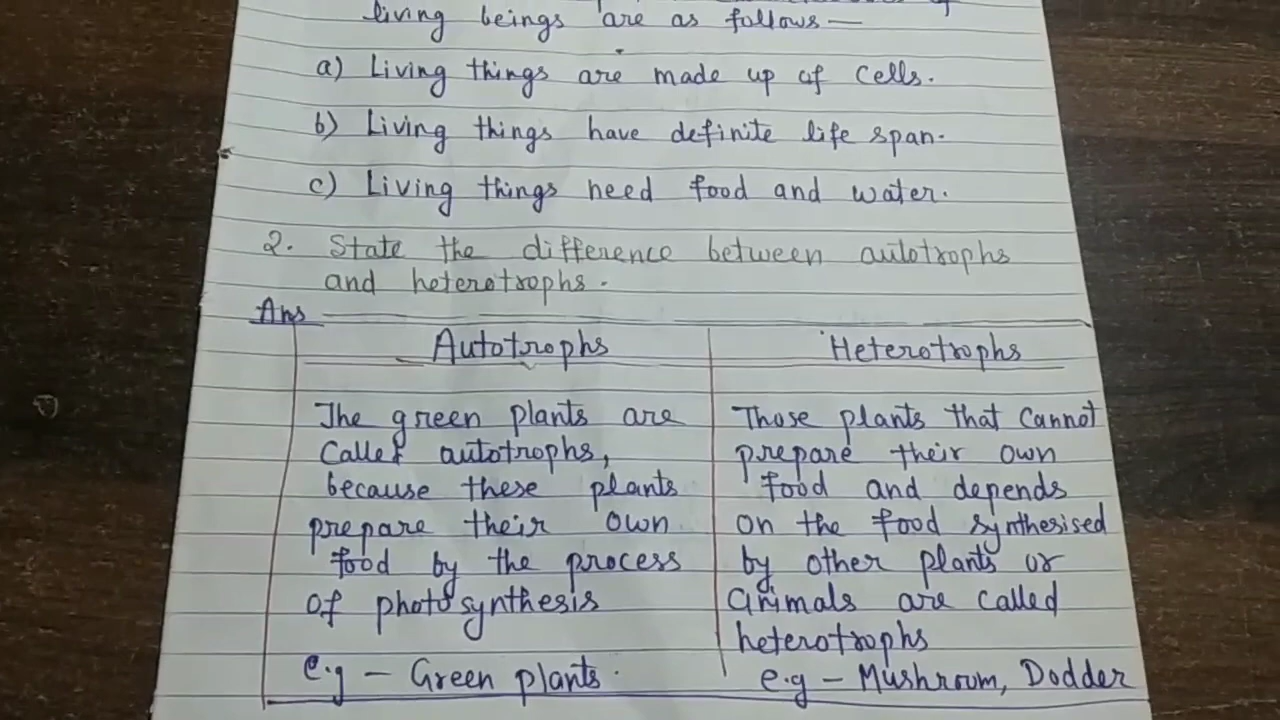 living beings are as follows —
a) Living things are made up of cells.
b) Living things have definite life span.
c) Living things need food and water.
2. State the difference between autotrophs
and heterotrophs.
Ans
Autotrophs
The green plants are
called autotrophs,
because these plants
prepare their own
food by the process
of photosynthesis
e.g – Green plants.
Heterotrophs
Those plants that cannot
prepare their own
food and depends
on the food synthesised
by other plants or
animals are called
heterotrophs
e.g – Mushroom, Dodder